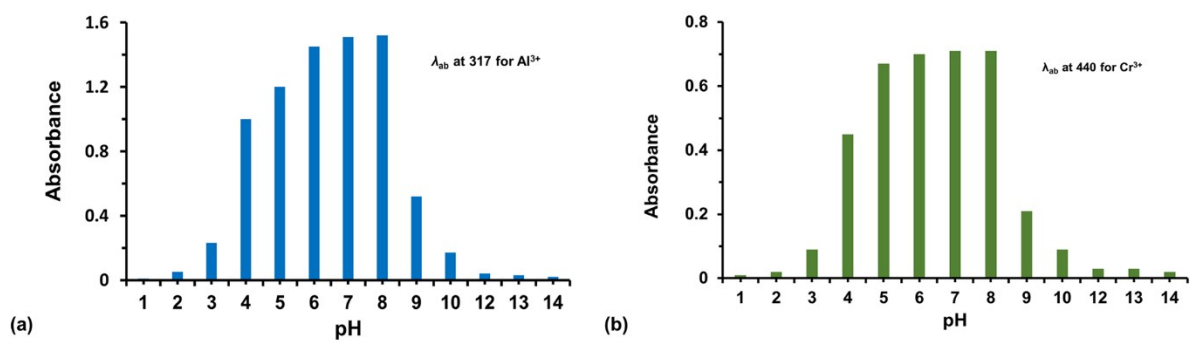 1.6
1.2
0.8
0.4
0
Absorbance
λab at 317 for Al3+
1 2 3 4 5 6 7 8 9 10 12 13 14
pH
(a)
0.8
0.6
0.4
0.2
0
Absorbance
λab at 440 for Cr3+
1 2 3 4 5 6 7 8 9 10 12 13 14
pH
(b)